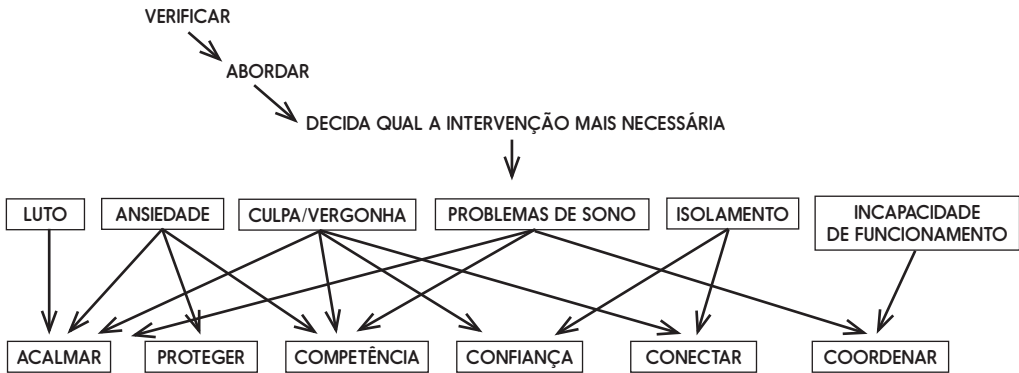 VERIFICAR
ABORDAR
DECIDA QUAL A INTERVENÇÃO MAIS NECESSÁRIA
LUTO
ANSIEDADE
CULPA/VERGONHA
PROBLEMAS DE SONO
ISOLAMENTO
INCAPACIDADE
DE FUNCIONAMENTO
ACALMAR
PROTEGER
COMPETÊNCIA
CONFIANÇA
CONECTAR
COORDENAR